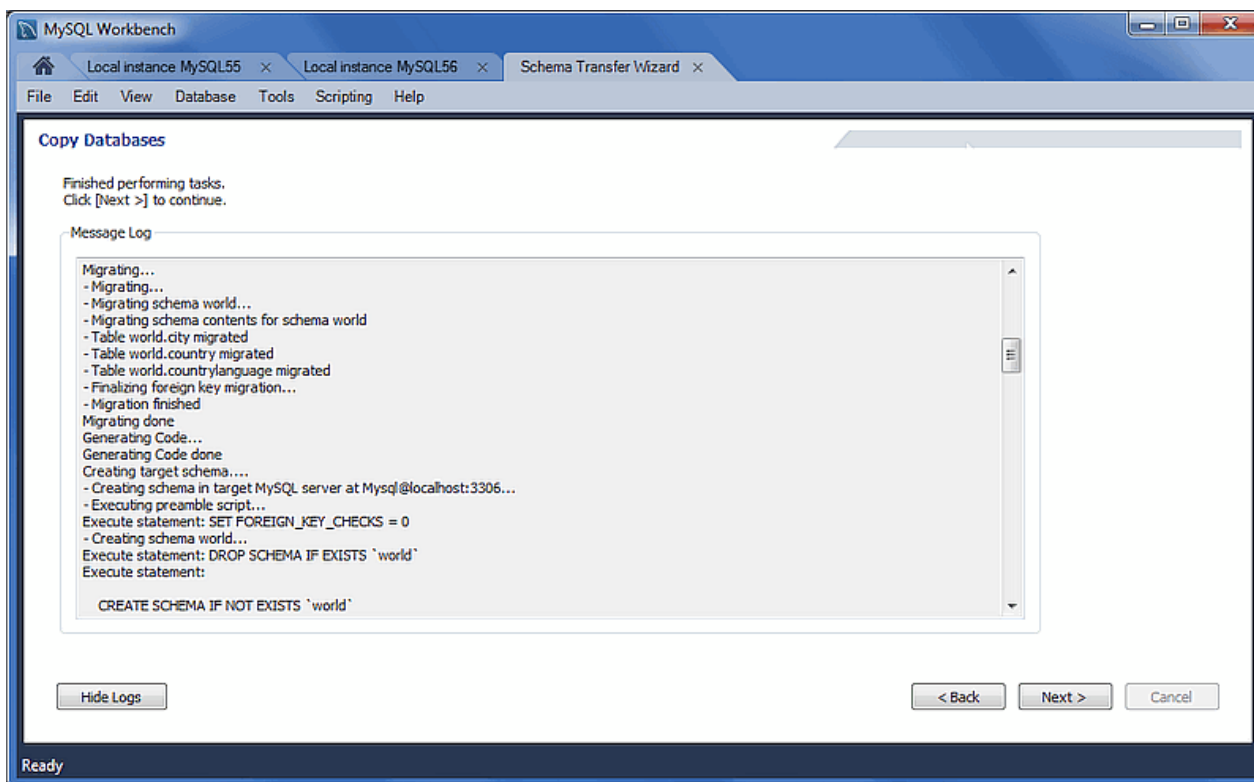 MySQL Workbench
Local instance MySQL55 × Local instance MySQL56 × Schema Transfer Wizard ×
File Edit View Database Tools Scripting Help
Copy Databases
Finished performing tasks.
Click [Next >] to continue.
Message Log
Migrating...
- Migrating...
- Migrating schema world...
- Migrating schema contents for schema world
- Table world.city migrated
- Table world.country migrated
- Table world.countrylanguage migrated
- Finalizing foreign key migration...
- Migration finished
Migrating done
Generating Code...
Generating Code done
Creating target schema....
- Creating schema in target MySQL server at Mysql@localhost:3306...
- Executing preamble script...
Execute statement: SET FOREIGN_KEY_CHECKS = 0
- Creating schema world...
Execute statement: DROP SCHEMA IF EXISTS `world`
Execute statement:
CREATE SCHEMA IF NOT EXISTS `world`
Hide Logs < Back Next > Cancel
Ready